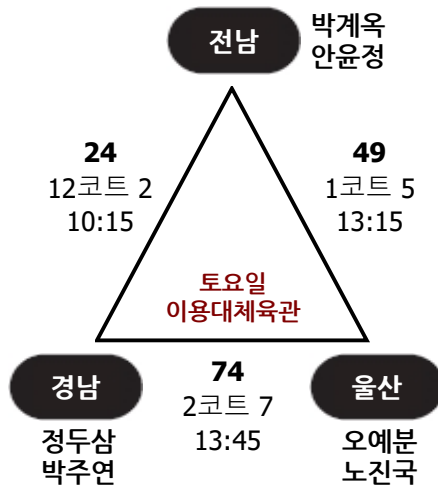 전남
박계옥
안윤정
24
12코트 2
10:15
49
1코트 5
13:15
토요일
이용대체육관
경남
정두삼
박주연
74
2코트 7
13:45
울산
오예분
노진국